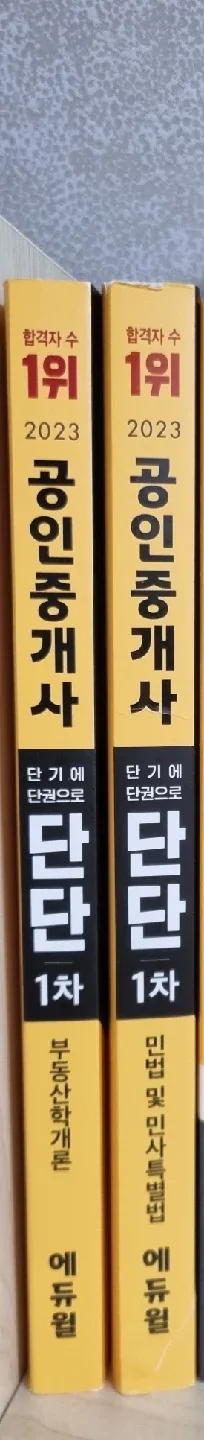 합격자 수
1위
2023
공인중개사
단기에
단권으로
단단
1차
부동산학개론
에듀윌
합격자 수
1위
2023
공인중개사
단기에
단권으로
단단
1차
민법 및 민사특별법
에듀윌